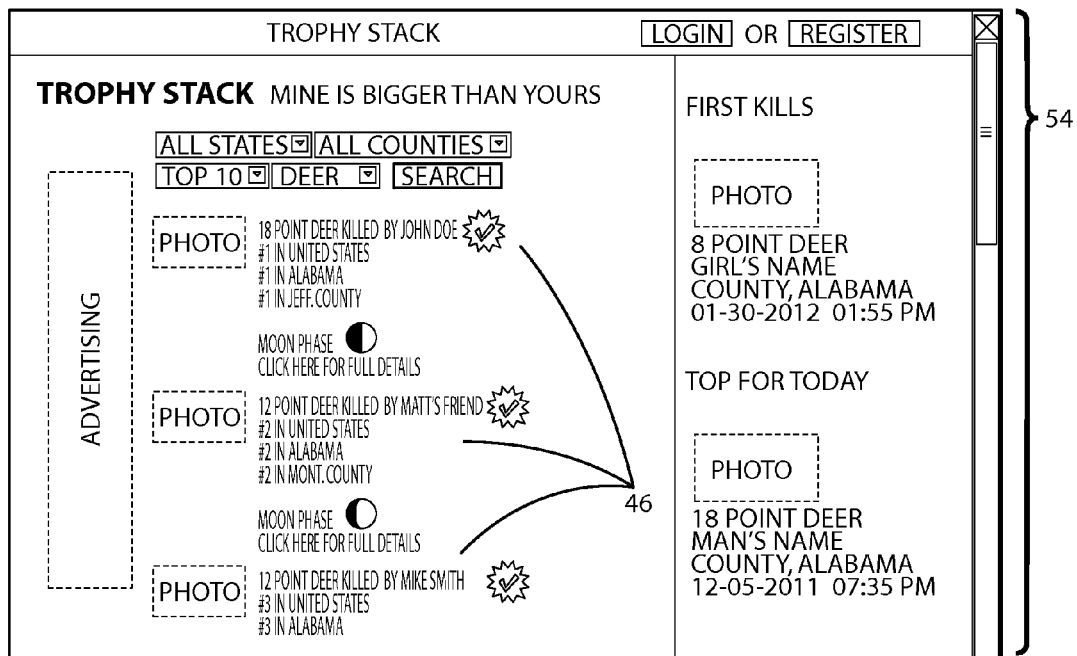 TROPHY STACK
LOGIN OR REGISTER
TROPHY STACK MINE IS BIGGER THAN YOURS
ALL STATES ALL COUNTIES
TOP 10 DEER SEARCH
ADVERTISING
PHOTO
18 POINT DEER KILLED BY JOHN DOE
#1 IN UNITED STATES
#1 IN ALABAMA
#1 IN JEFF. COUNTY
MOON PHASE
CLICK HERE FOR FULL DETAILS
PHOTO
12 POINT DEER KILLED BY MATT'S FRIEND
#2 IN UNITED STATES
#2 IN ALABAMA
#2 IN MONT. COUNTY
MOON PHASE
CLICK HERE FOR FULL DETAILS
PHOTO
12 POINT DEER KILLED BY MIKE SMITH
#3 IN UNITED STATES
#3 IN ALABAMA
46
FIRST KILLS
PHOTO
8 POINT DEER
GIRL'S NAME
COUNTY, ALABAMA
01-30-2012 01:55 PM
TOP FOR TODAY
PHOTO
18 POINT DEER
MAN'S NAME
COUNTY, ALABAMA
12-05-2011 07:35 PM
54